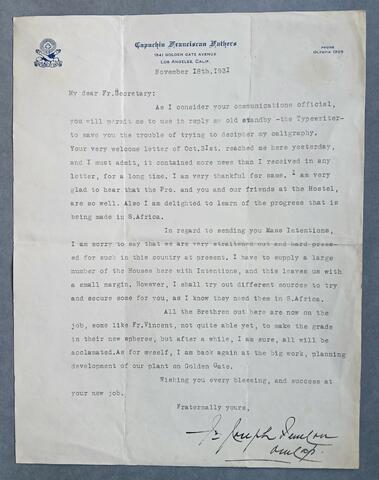 Capuchin Franciscan Fathers
1941 GOLDEN GATE AVENUE
LOS ANGELES, CALIF.
PHONE
November 18th,1931
My dear Fr.Secretary:
As I consider your communications official,
you will permit me to use in reply my old standby -the Typewriter-
to save you the trouble of trying to decipher my caligraphy.
Your very welcome letter of Oct.31st. reached me here yesterday,
and I must admit, it contained more news than I received in any
letter, for a long time. I am very thankful for same. I am very
glad to hear that the Pro. and you and our friends at the Hostel,
are so well. Also I am delighted to learn of the progress that is
being made in S.Africa.
In regard to sending you Mass Intentions,
I am sorry to say that we are very straitened out and hard pres-
sed for such in this country at present. I have to supply a large
number of the Houses here with Intentions, and this leaves us with
a small margin. However, I shall try out different sources to try
and secure some for you, as I know they need them in S.Africa.
All the Brethren out here are now on the
job, some like Fr.Vincent, not quite yet able, to make the grade
in their new spheres, but after a while, I am sure, all will be
acclamated.As for myself, I am back again at the big work, planning
development of our plant on Golden Gate.
Wishing you every blessing, and success at
your new job.
Fraternally yours,
Fr Joseph Fenlon